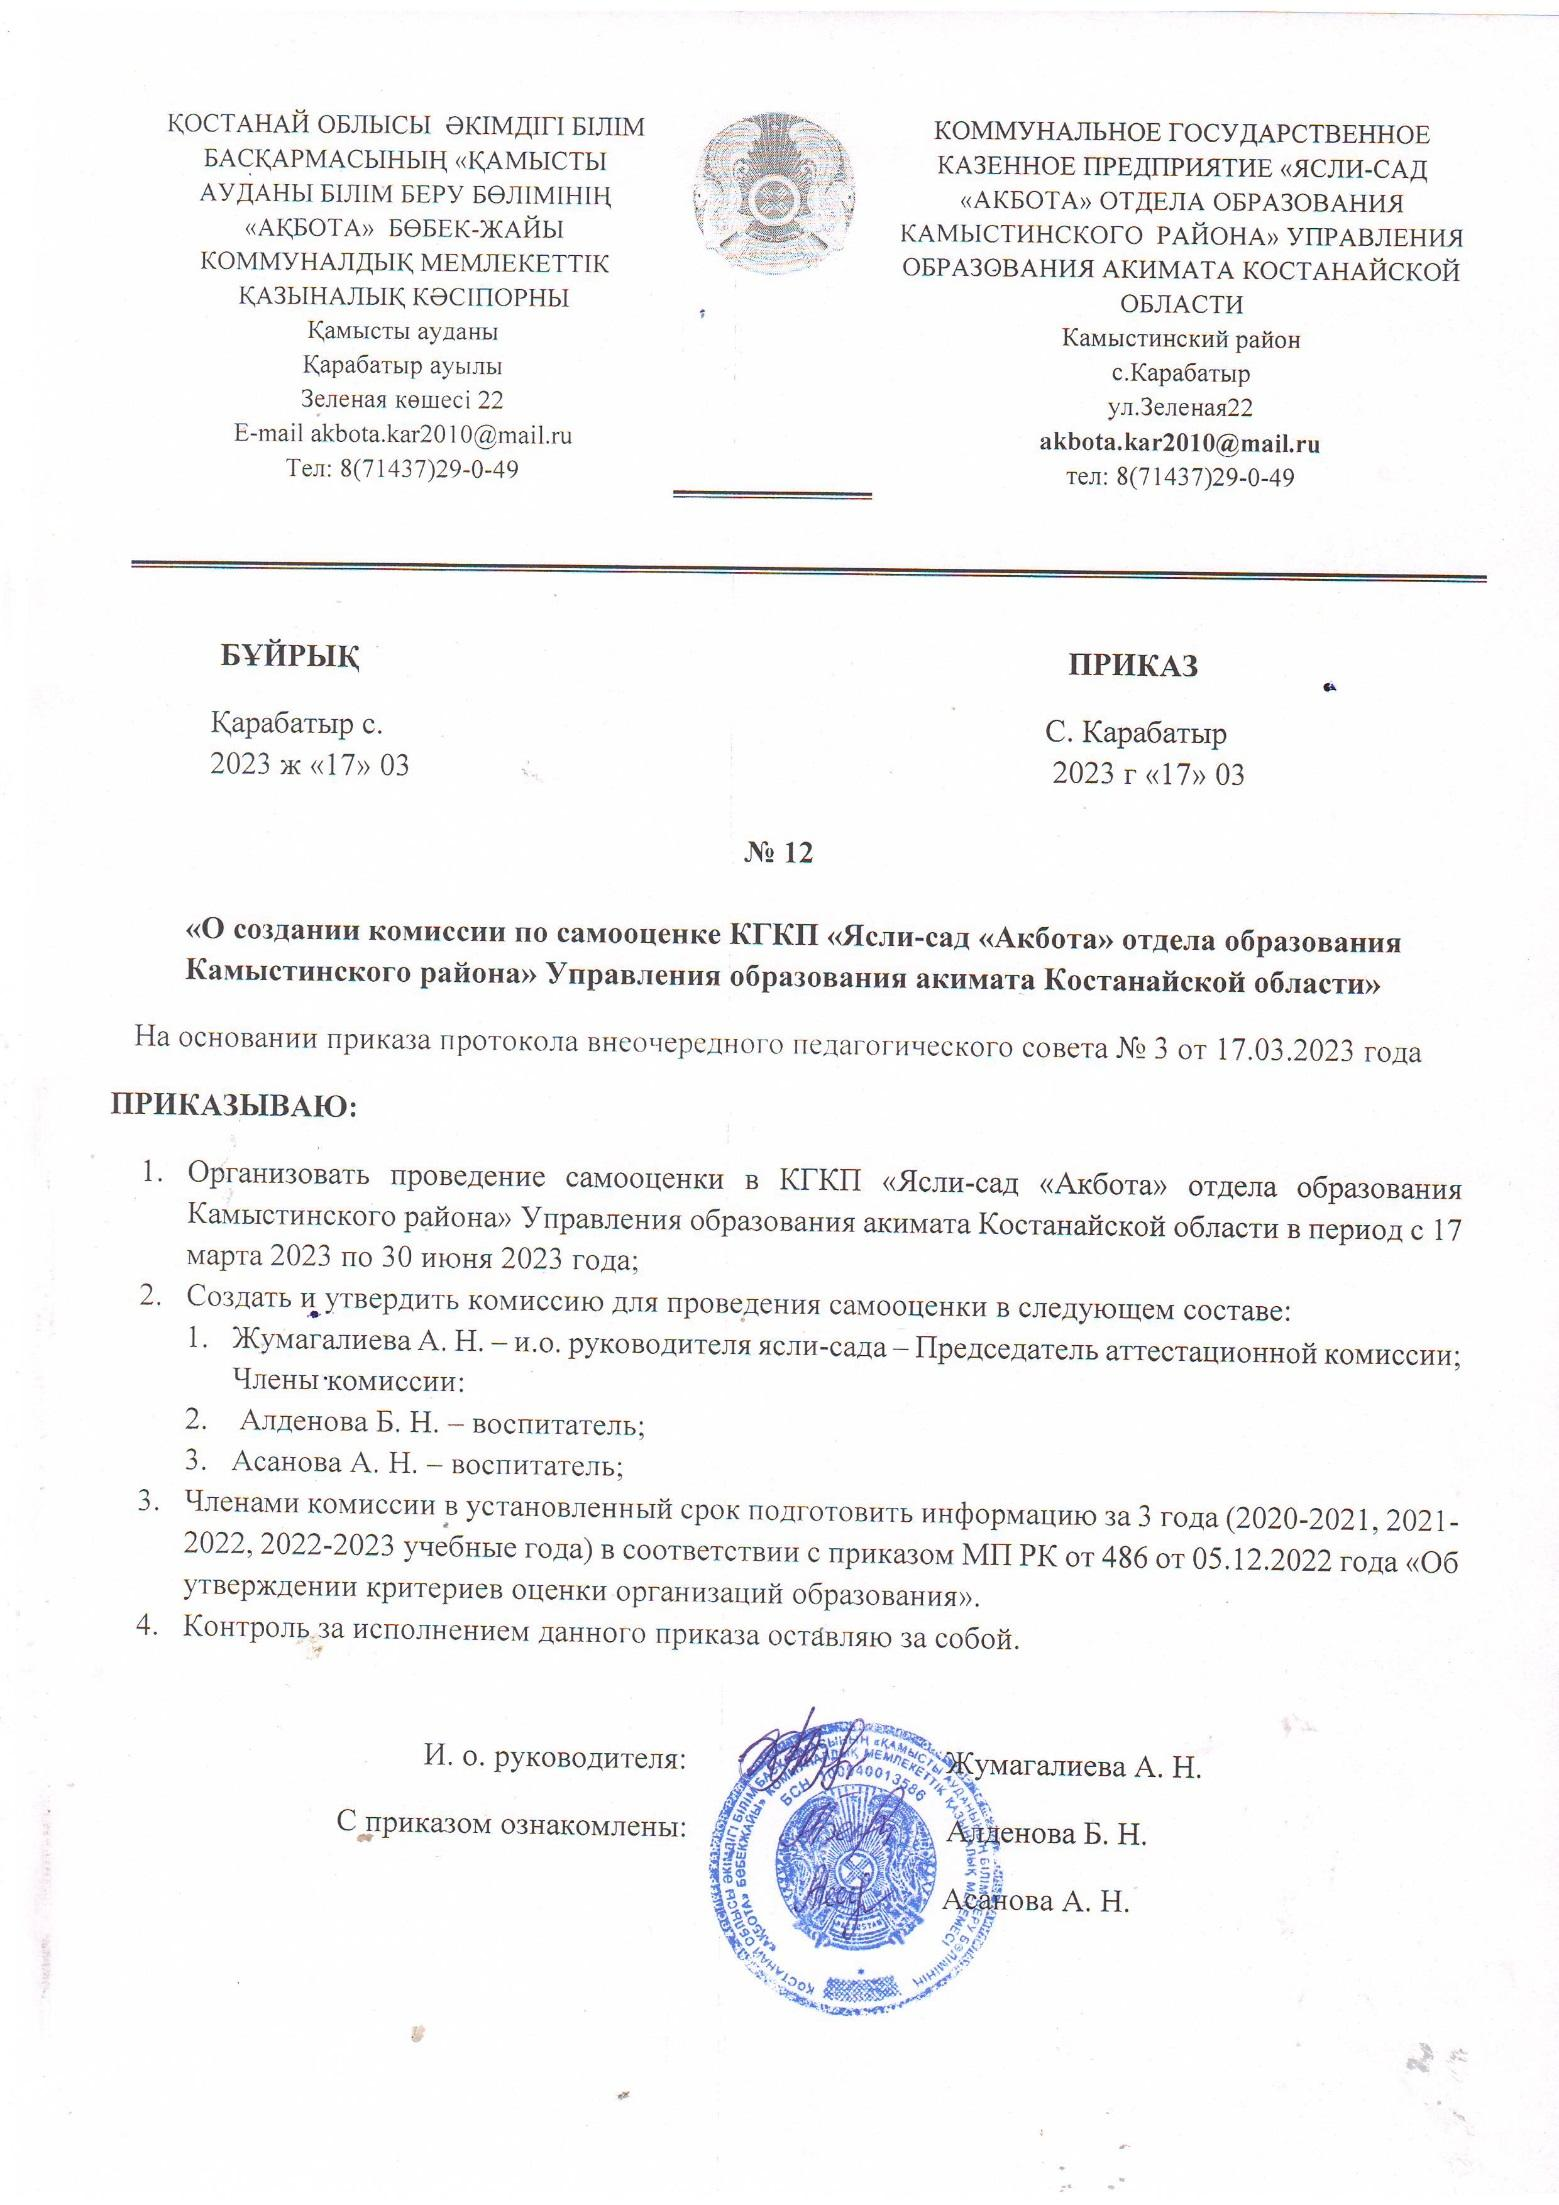 ҚОСТАНАЙ ОБЛЫСЫ ӘКІМДІГІ БІЛІМ
БАСҚАРМАСЫНЫҢ «ҚАМЫСТЫ
АУДАНЫ БІЛІМ БЕРУ БӨЛІМІНІҢ
«АҚБОТА» БӨБЕК-ЖАЙЫ
КОММУНАЛДЫҚ МЕМЛЕКЕТТІК
ҚАЗЫНАЛЫҚ КӘСІПОРНЫ
Қамысты ауданы
Қарабатыр ауылы
Зеленая көшесі 22
E-mail akbota.kar2010@mail.ru
Тел: 8(71437)29-0-49
КОММУНАЛЬНОЕ ГОСУДАРСТВЕННОЕ
КАЗЕННОЕ ПРЕДПРИЯТИЕ «ЯСЛИ-САД
«АКБОТА» ОТДЕЛА ОБРАЗОВАНИЯ
КАМЫСТИНСКОГО РАЙОНА» УПРАВЛЕНИЯ
ОБРАЗОВАНИЯ АКИМАТА КОСТАНАЙСКОЙ
ОБЛАСТИ
Камыстинский район
с.Карабатыр
ул.Зеленая22
akbota.kar2010@mail.ru
тел: 8(71437)29-0-49
БҰЙРЫҚ
ПРИКАЗ
Қарабатыр с.
С. Карабатыр
2023 ж «17» 03
2023 г «17» 03
№ 12
«О создании комиссии по самооценке КГКП «Ясли-сад «Акбота» отдела образования
Камыстинского района» Управления образования акимата Костанайской области»
На основании приказа протокола внеочередного педагогического совета № 3 от 17.03.2023 года
ПРИКАЗЫВАЮ:
1. Организовать проведение самооценки в КГКП «Ясли-сад «Акбота» отдела образования
Камыстинского района» Управления образования акимата Костанайской области в период с 17
марта 2023 по 30 июня 2023 года;
2. Создать и утвердить комиссию для проведения самооценки в следующем составе:
1. Жумагалиева А. Н. – и.о. руководителя ясли-сада – Председатель аттестационной комиссии;
Члены комиссии:
2. Алденова Б. Н. – воспитатель;
3. Асанова А. Н. – воспитатель;
3. Членами комиссии в установленный срок подготовить информацию за 3 года (2020-2021, 2021-
2022, 2022-2023 учебные года) в соответствии с приказом МП РК от 486 от 05.12.2022 года «Об
утверждении критериев оценки организаций образования».
4. Контроль за исполнением данного приказа оставляю за собой.
И. о. руководителя: Жумагалиева А. Н.
С приказом ознакомлены: Алденова Б. Н.
Асанова А. Н.